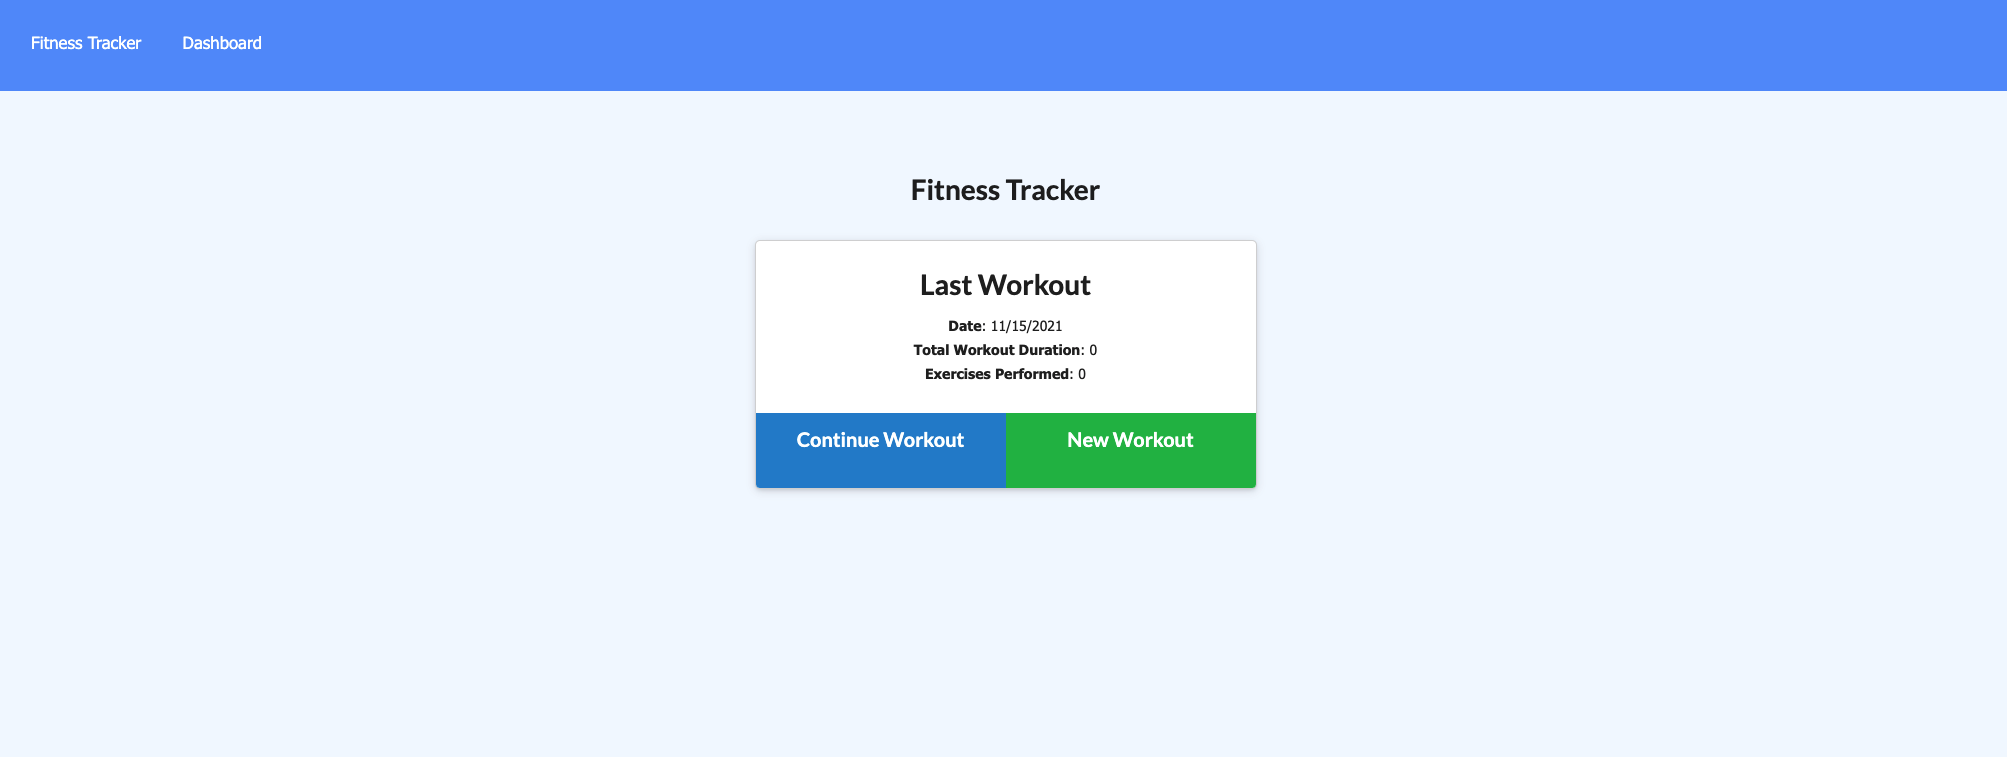 Fitness Tracker Dashboard
Fitness Tracker
Last Workout
Date: 11/15/2021
Total Workout Duration: 0
Exercises Performed: 0
Continue Workout New Workout